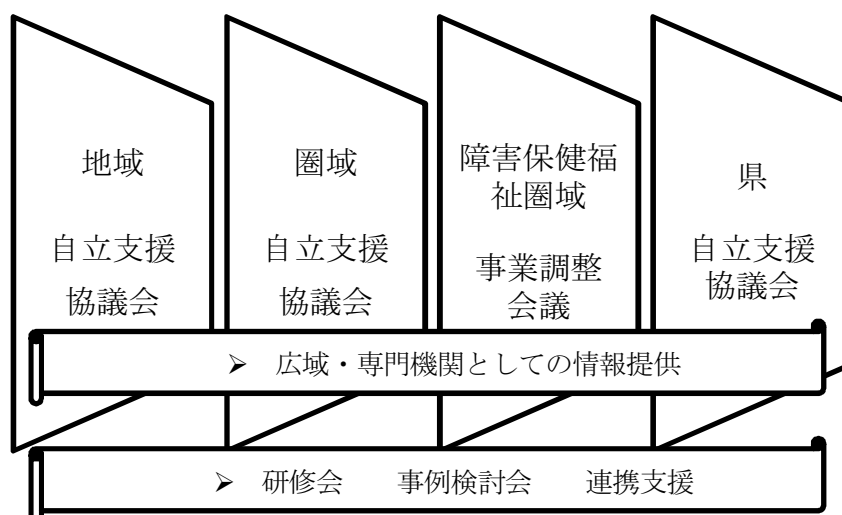 地域
自立支援
協議会
圏域
自立支援
協議会
障害保健福
祉圏域
事業調整
会議
県
自立支援
協議会
➢ 広域・専門機関としての情報提供
➢ 研修会 事例検討会 連携支援